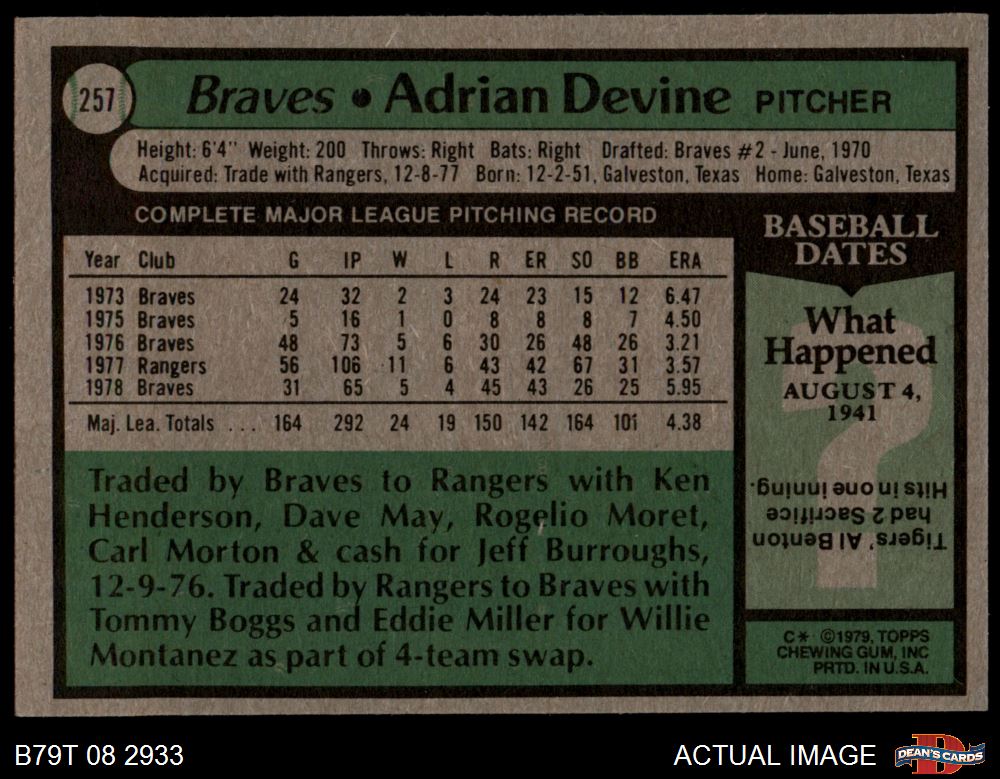 257
Braves • Adrian Devine PITCHER
Height: 6'4" Weight: 200 Throws: Right Bats: Right Drafted: Braves #2 - June, 1970
Acquired: Trade with Rangers, 12-8-77 Born: 12-2-51, Galveston, Texas Home: Galveston, Texas
COMPLETE MAJOR LEAGUE PITCHING RECORD
Year Club G IP W L R ER SO BB ERA
1973 Braves 24 32 2 3 24 23 15 12 6.47
1975 Braves 5 16 1 0 8 8 8 7 4.50
1976 Braves 48 73 5 6 30 26 48 26 3.21
1977 Rangers 56 106 11 6 43 42 67 31 3.57
1978 Braves 31 65 5 4 45 43 26 25 5.95
Maj. Lea. Totals ... 164 292 24 19 150 142 164 101 4.38
Traded by Braves to Rangers with Ken
Henderson, Dave May, Rogelio Moret,
Carl Morton & cash for Jeff Burroughs,
12-9-76. Traded by Rangers to Braves with
Tommy Boggs and Eddie Miller for Willie
Montanez as part of 4-team swap.
BASEBALL
DATES
What
Happened
AUGUST 4,
1941
?
Tigers' Al Benton
had 2 Sacrifice
Hits in one inning.
C* ©1979, TOPPS
CHEWING GUM, INC
PRTD. IN U.S.A.
B79T 08 2933
ACTUAL IMAGE
DEAN'S CARDS